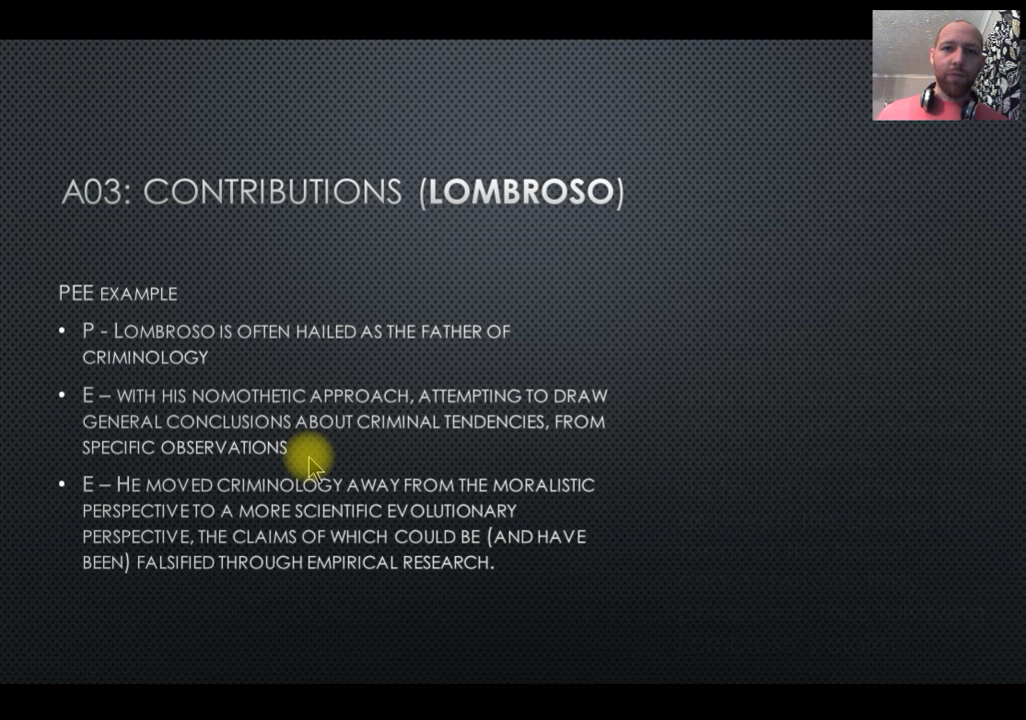 A03: CONTRIBUTIONS (LOMBROSO)
PEE EXAMPLE
• P - LOMBROSO IS OFTEN HAILED AS THE FATHER OF
CRIMINOLOGY
• E – WITH HIS NOMOTHETIC APPROACH, ATTEMPTING TO DRAW
GENERAL CONCLUSIONS ABOUT CRIMINAL TENDENCIES, FROM
SPECIFIC OBSERVATIONS
• E – HE MOVED CRIMINOLOGY AWAY FROM THE MORALISTIC
PERSPECTIVE TO A MORE SCIENTIFIC EVOLUTIONARY
PERSPECTIVE, THE CLAIMS OF WHICH COULD BE (AND HAVE
BEEN) FALSIFIED THROUGH EMPIRICAL RESEARCH.